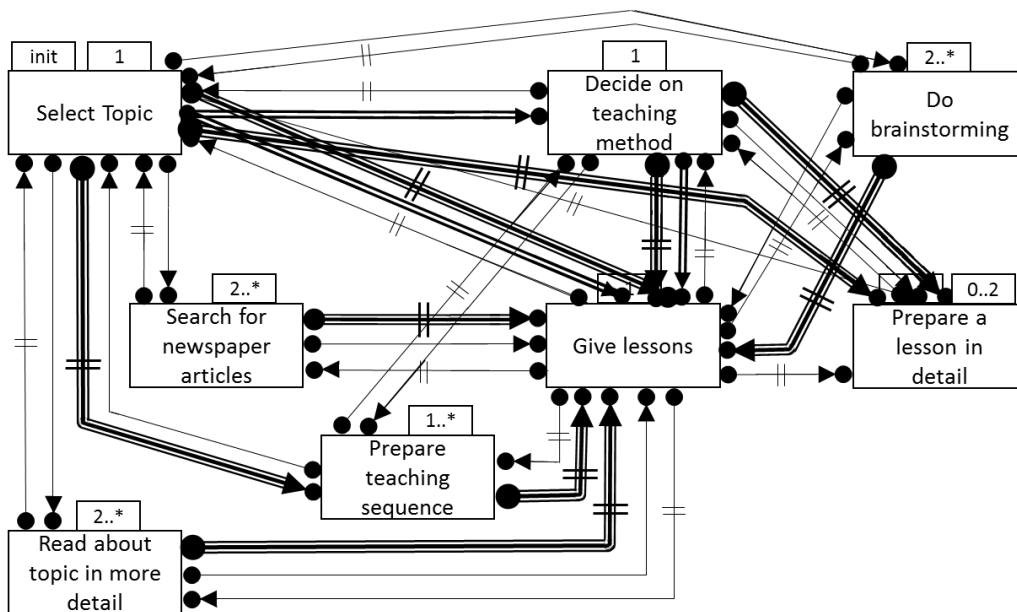 init
1
Select Topic
1
Decide on
teaching
method
2..*
Do
brainstorming
2..*
Search for
newspaper
articles
Give lessons
0..2
Prepare a
lesson in
detail
1..*
Prepare
teaching
sequence
2..*
Read about
topic in more
detail